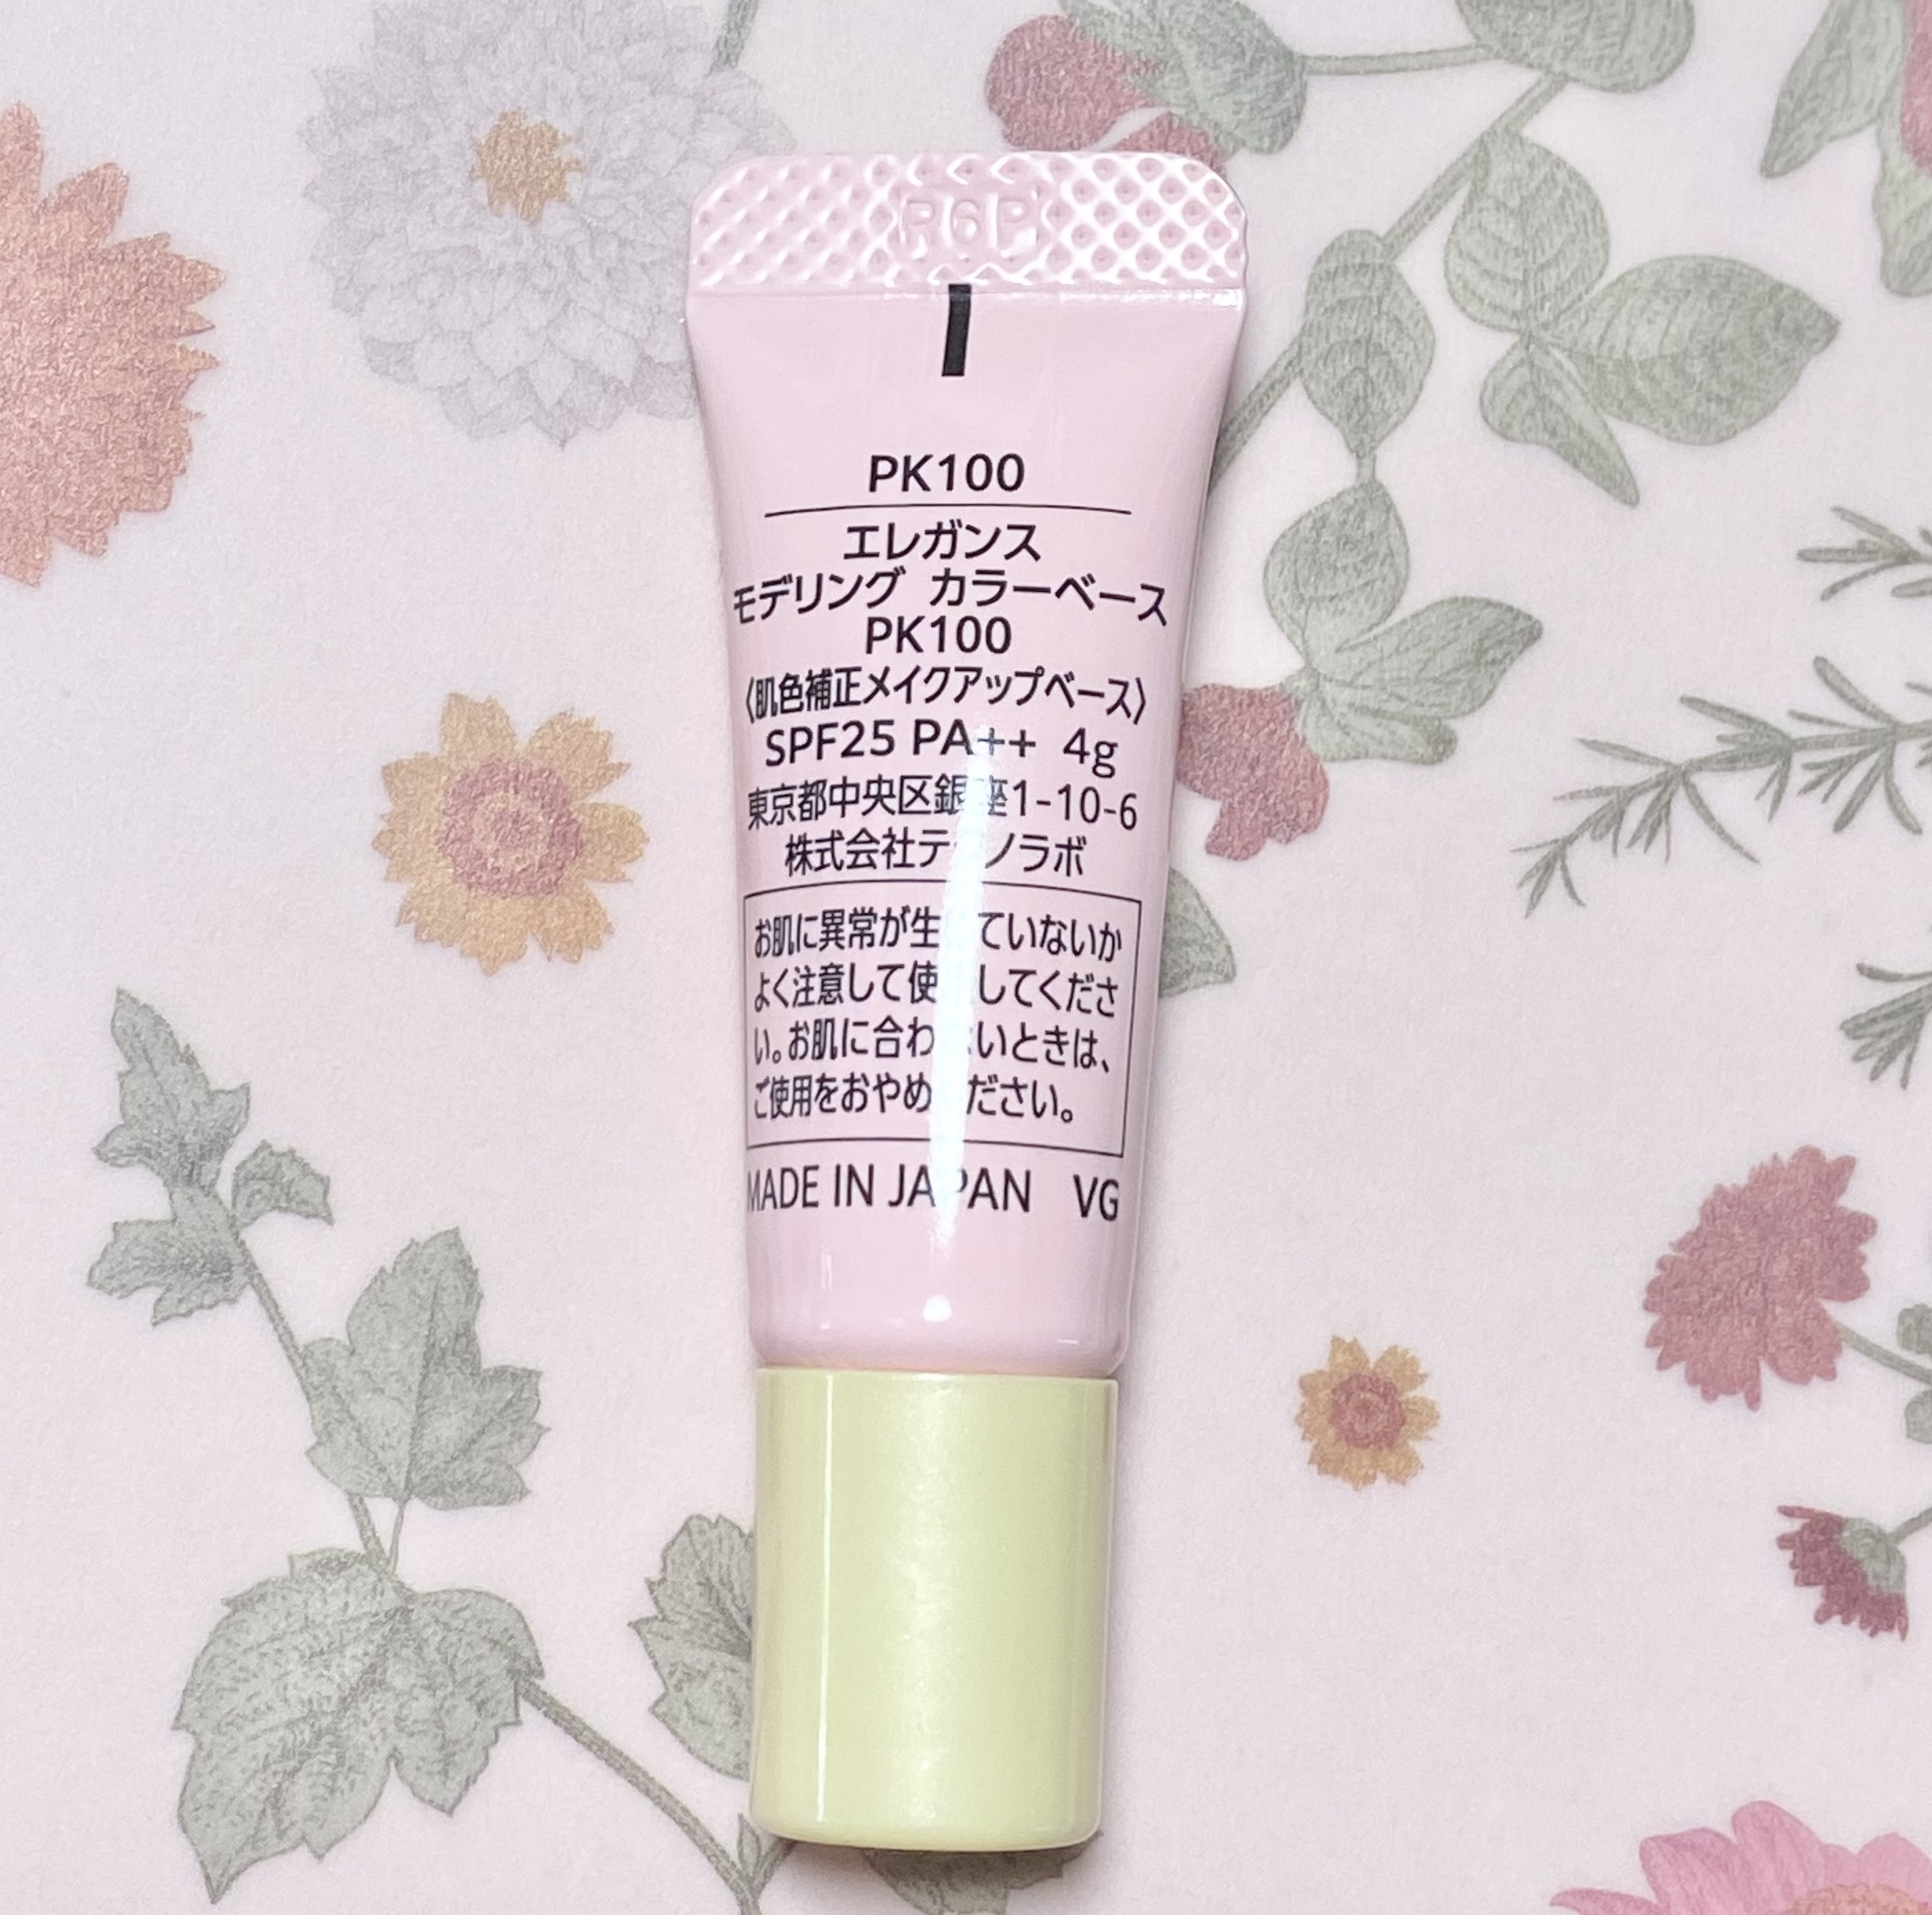 R6P
PK100
エレガンス
モデリング カラーベース
PK100
〈肌色補正メイクアップベース〉
SPF25 PA++ 4g
東京都中央区銀座1-10-6
株式会社テクノラボ
お肌に異常が生じていないか
よく注意して使用してくださ
い。お肌に合わないときは、
ご使用をおやめください。
MADE IN JAPAN VG